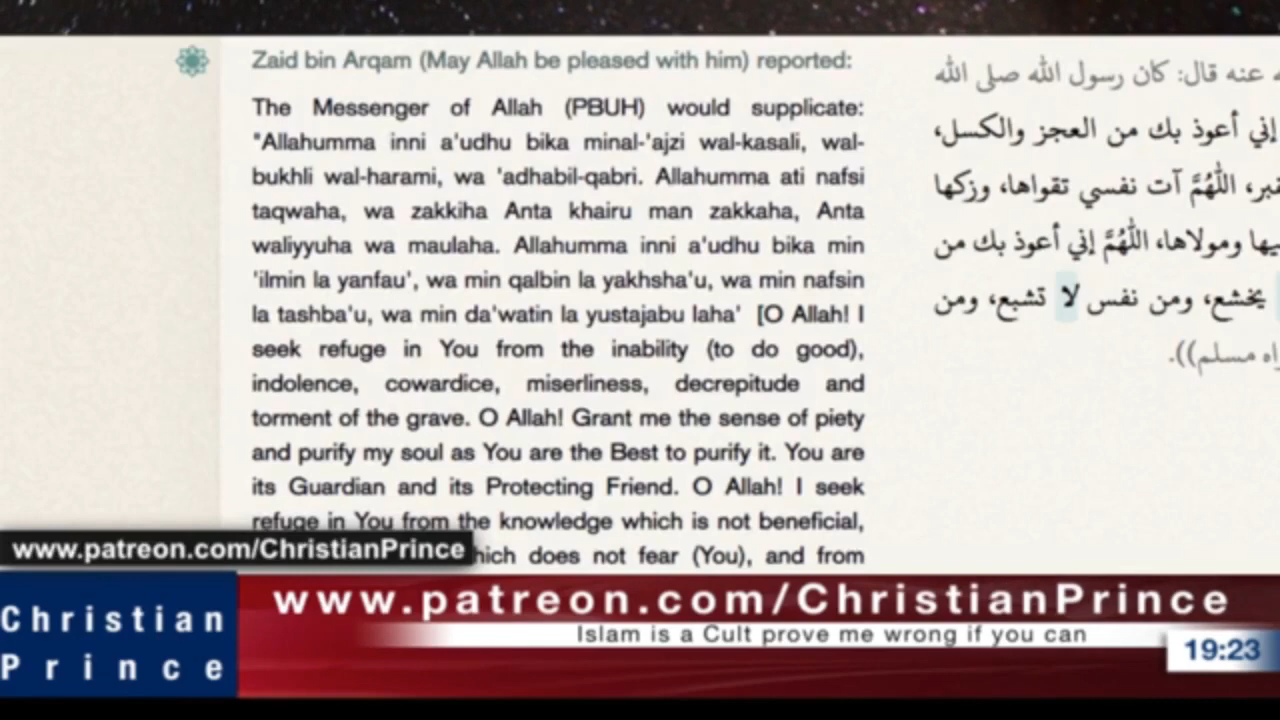 Zaid bin Arqam (May Allah be pleased with him) reported:
The Messenger of Allah (PBUH) would supplicate:
"Allahumma inni a'udhu bika minal-'ajzi wal-kasali, wal-
bukhli wal-harami, wa 'adhabil-qabri. Allahumma ati nafsi
taqwaha, wa zakkiha Anta khairu man zakkaha, Anta
waliyyuha wa maulaha. Allahumma inni a'udhu bika min
'ilmin la yanfau', wa min qalbin la yakhsha'u, wa min nafsin
la tashba'u, wa min da'watin la yustajabu laha' [O Allah! I
seek refuge in You from the inability (to do good),
indolence, cowardice, miserliness, decrepitude and
torment of the grave. O Allah! Grant me the sense of piety
and purify my soul as You are the Best to purify it. You are
its Guardian and its Protecting Friend. O Allah! I seek
refuge in You from the knowledge which is not beneficial,
which does not fear (You), and from
عنه قال: كان رسول الله صلى الله
إني أعوذ بك من العجز والكسل،
اللَّهُمَّ آت نفسي تقواها، وزكها
ومولاها، اللَّهُمَّ إني أعوذ بك من
يخشع، ومن نفس لا تشبع، ومن
مسلم)).
www.patreon.com/ChristianPrince
Christian
Prince
www.patreon.com/ChristianPrince
Islam is a Cult prove me wrong if you can
19:23